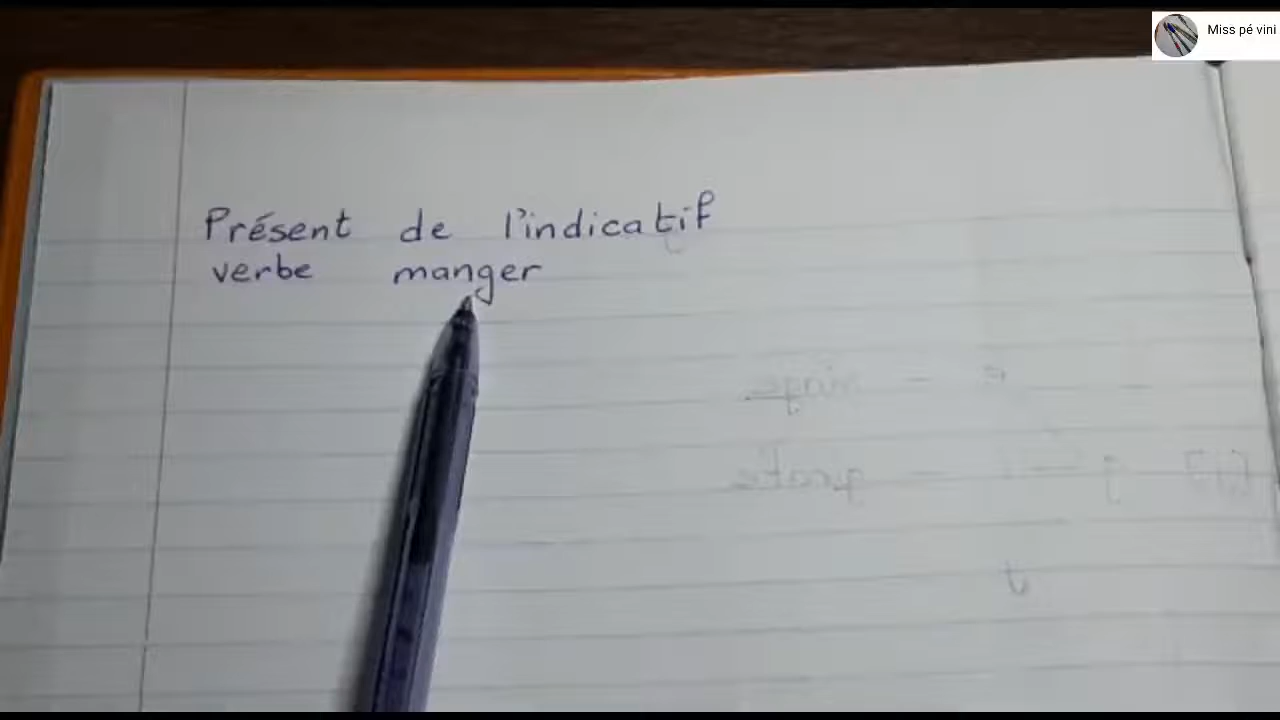 Miss pé vini
Présent de l'indicatif
verbe manger